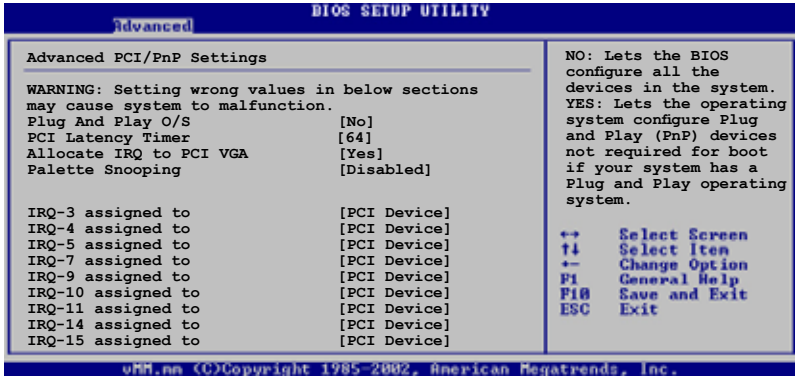 BIOS SETUP UTILITY
Advanced
Advanced PCI/PnP Settings
WARNING: Setting wrong values in below sections
may cause system to malfunction.
Plug And Play O/S [No]
PCI Latency Timer [64]
Allocate IRQ to PCI VGA [Yes]
Palette Snooping [Disabled]
IRQ-3 assigned to [PCI Device]
IRQ-4 assigned to [PCI Device]
IRQ-5 assigned to [PCI Device]
IRQ-7 assigned to [PCI Device]
IRQ-9 assigned to [PCI Device]
IRQ-10 assigned to [PCI Device]
IRQ-11 assigned to [PCI Device]
IRQ-14 assigned to [PCI Device]
IRQ-15 assigned to [PCI Device]
NO: Lets the BIOS
configure all the
devices in the system.
YES: Lets the operating
system configure Plug
and Play (PnP) devices
not required for boot
if your system has a
Plug and Play operating
system.
↔ Select Screen
↑↓ Select Item
+- Change Option
F1 General Help
F10 Save and Exit
ESC Exit
vMM.mm (C)Copyright 1985-2002, American Megatrends, Inc.